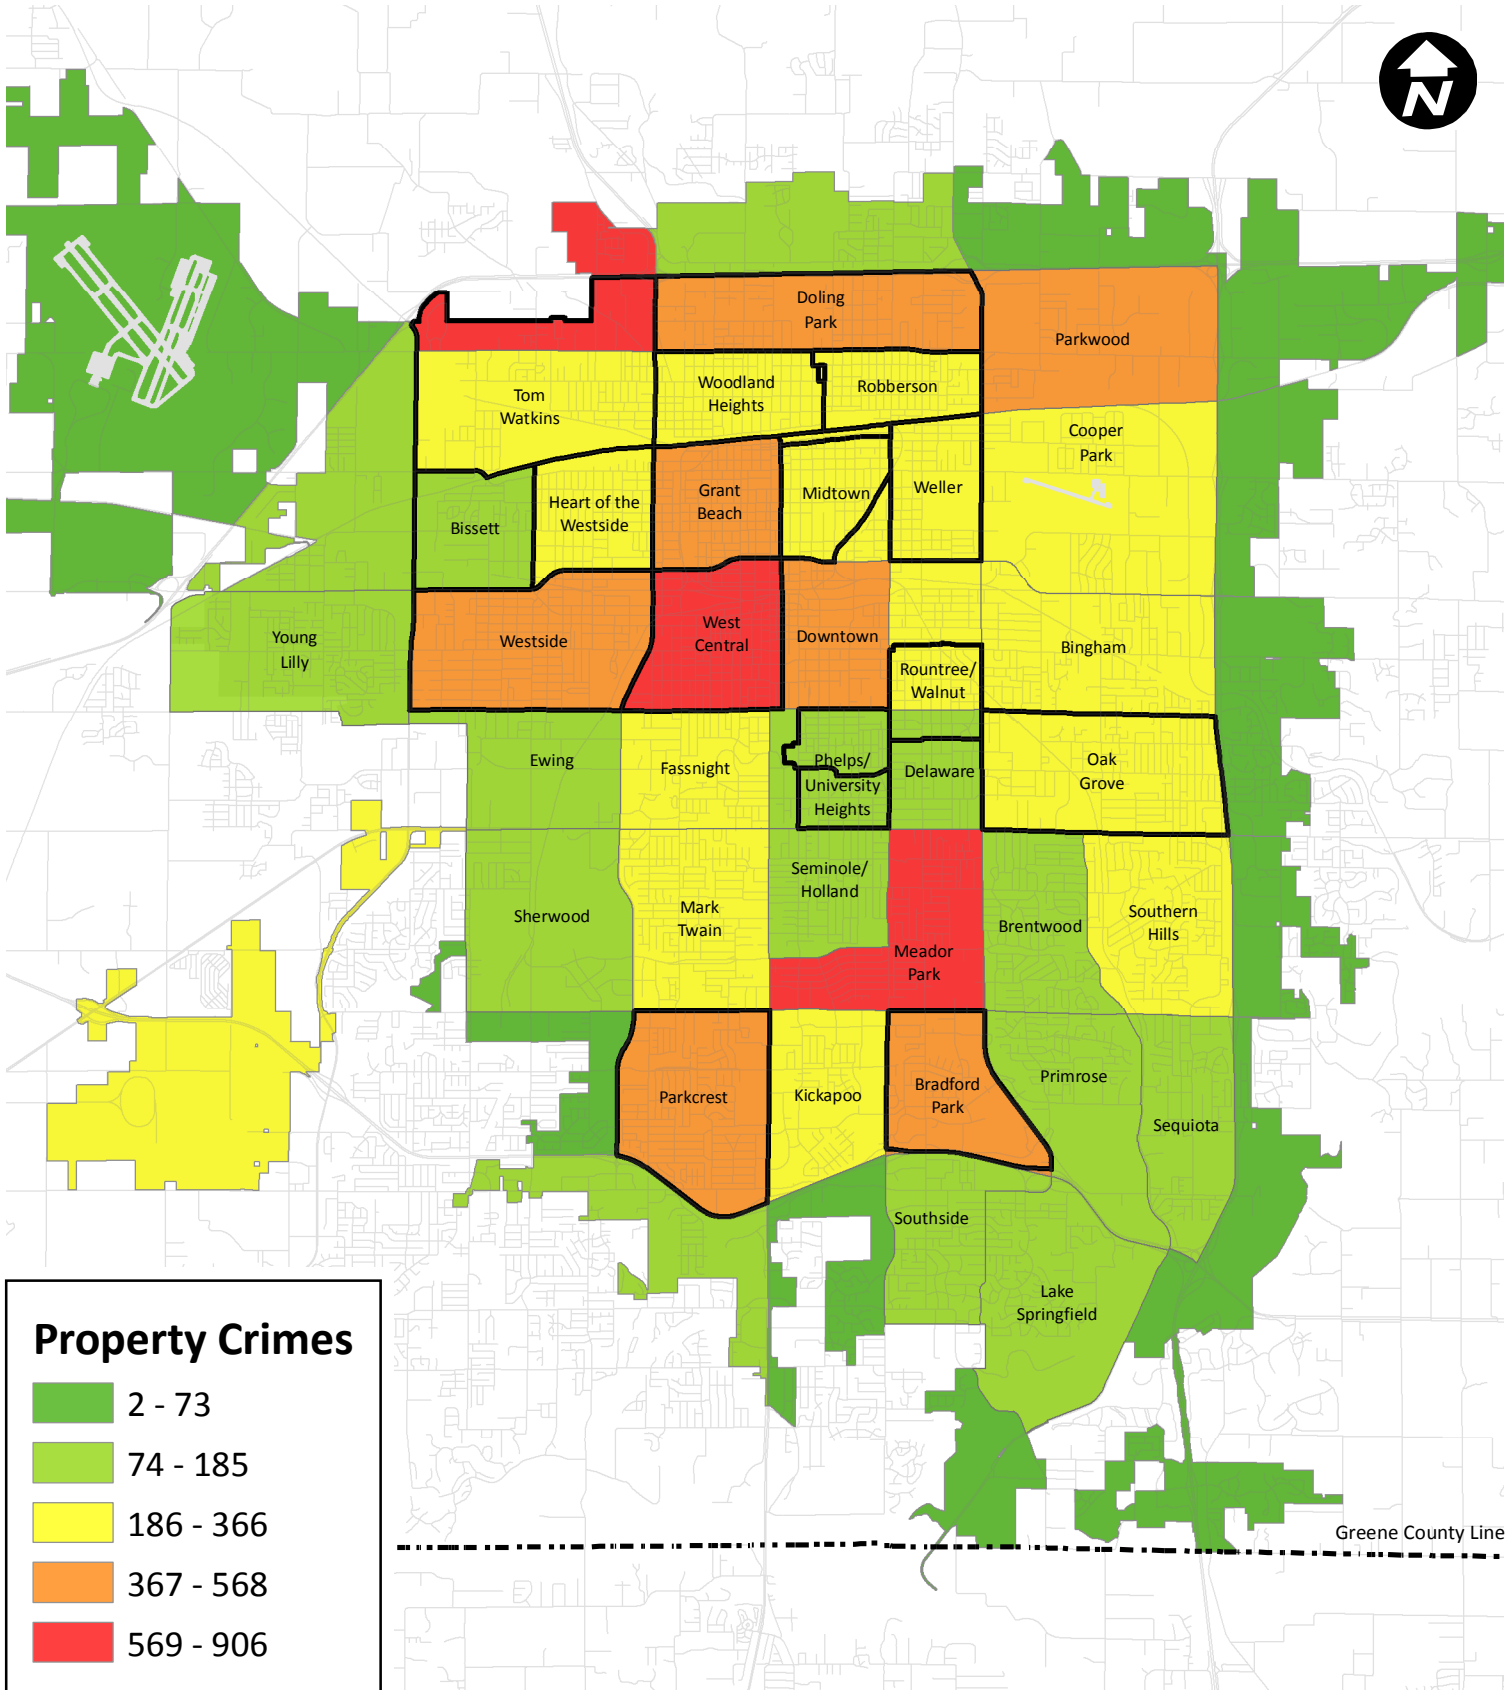 N
Doling
Park
Parkwood
Tom
Watkins
Woodland
Heights
Robberson
Cooper
Park
Bissett
Heart of the
Westside
Grant
Beach
Midtown
Weller
Young
Lilly
Westside
West
Central
Downtown
Rountree/
Walnut
Bingham
Ewing
Fassnight
Phelps/
University
Heights
Delaware
Oak
Grove
Sherwood
Mark
Twain
Seminole/
Holland
Meador
Park
Brentwood
Southern
Hills
Parkcrest
Kickapoo
Bradford
Park
Primrose
Sequiota
Southside
Lake
Springfield
Property Crimes
2 - 73
74 - 185
186 - 366
367 - 568
569 - 906
Greene County Line